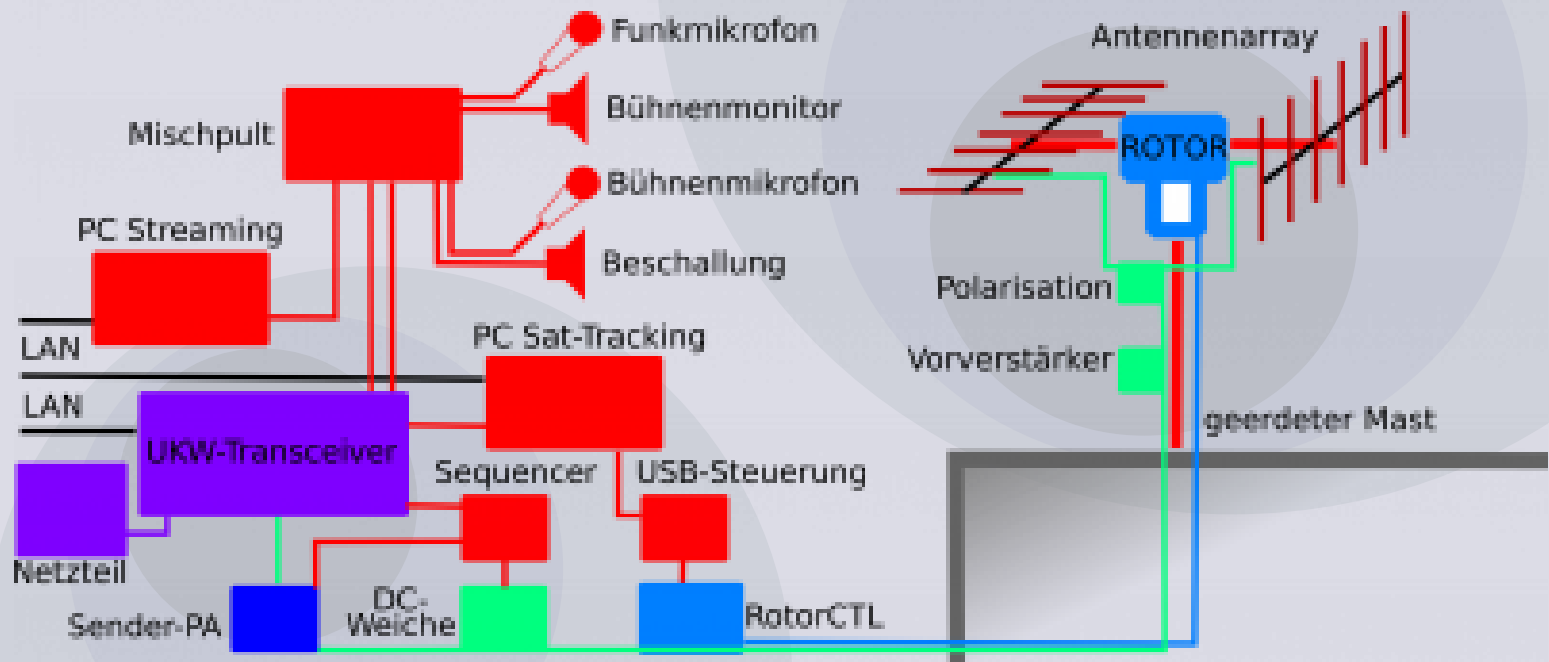 Funkmikrofon
Antennenarray
Bühnenmonitor
Mischpult
ROTOR
Bühnenmikrofon
PC Streaming
Beschallung
Polarisation
PC Sat-Tracking
LAN
Vorverstärker
LAN
geerdeter Mast
UKW-Transceiver
Sequencer
USB-Steuerung
Netzteil
DC-
Weiche
Sender-PA
RotorCTL